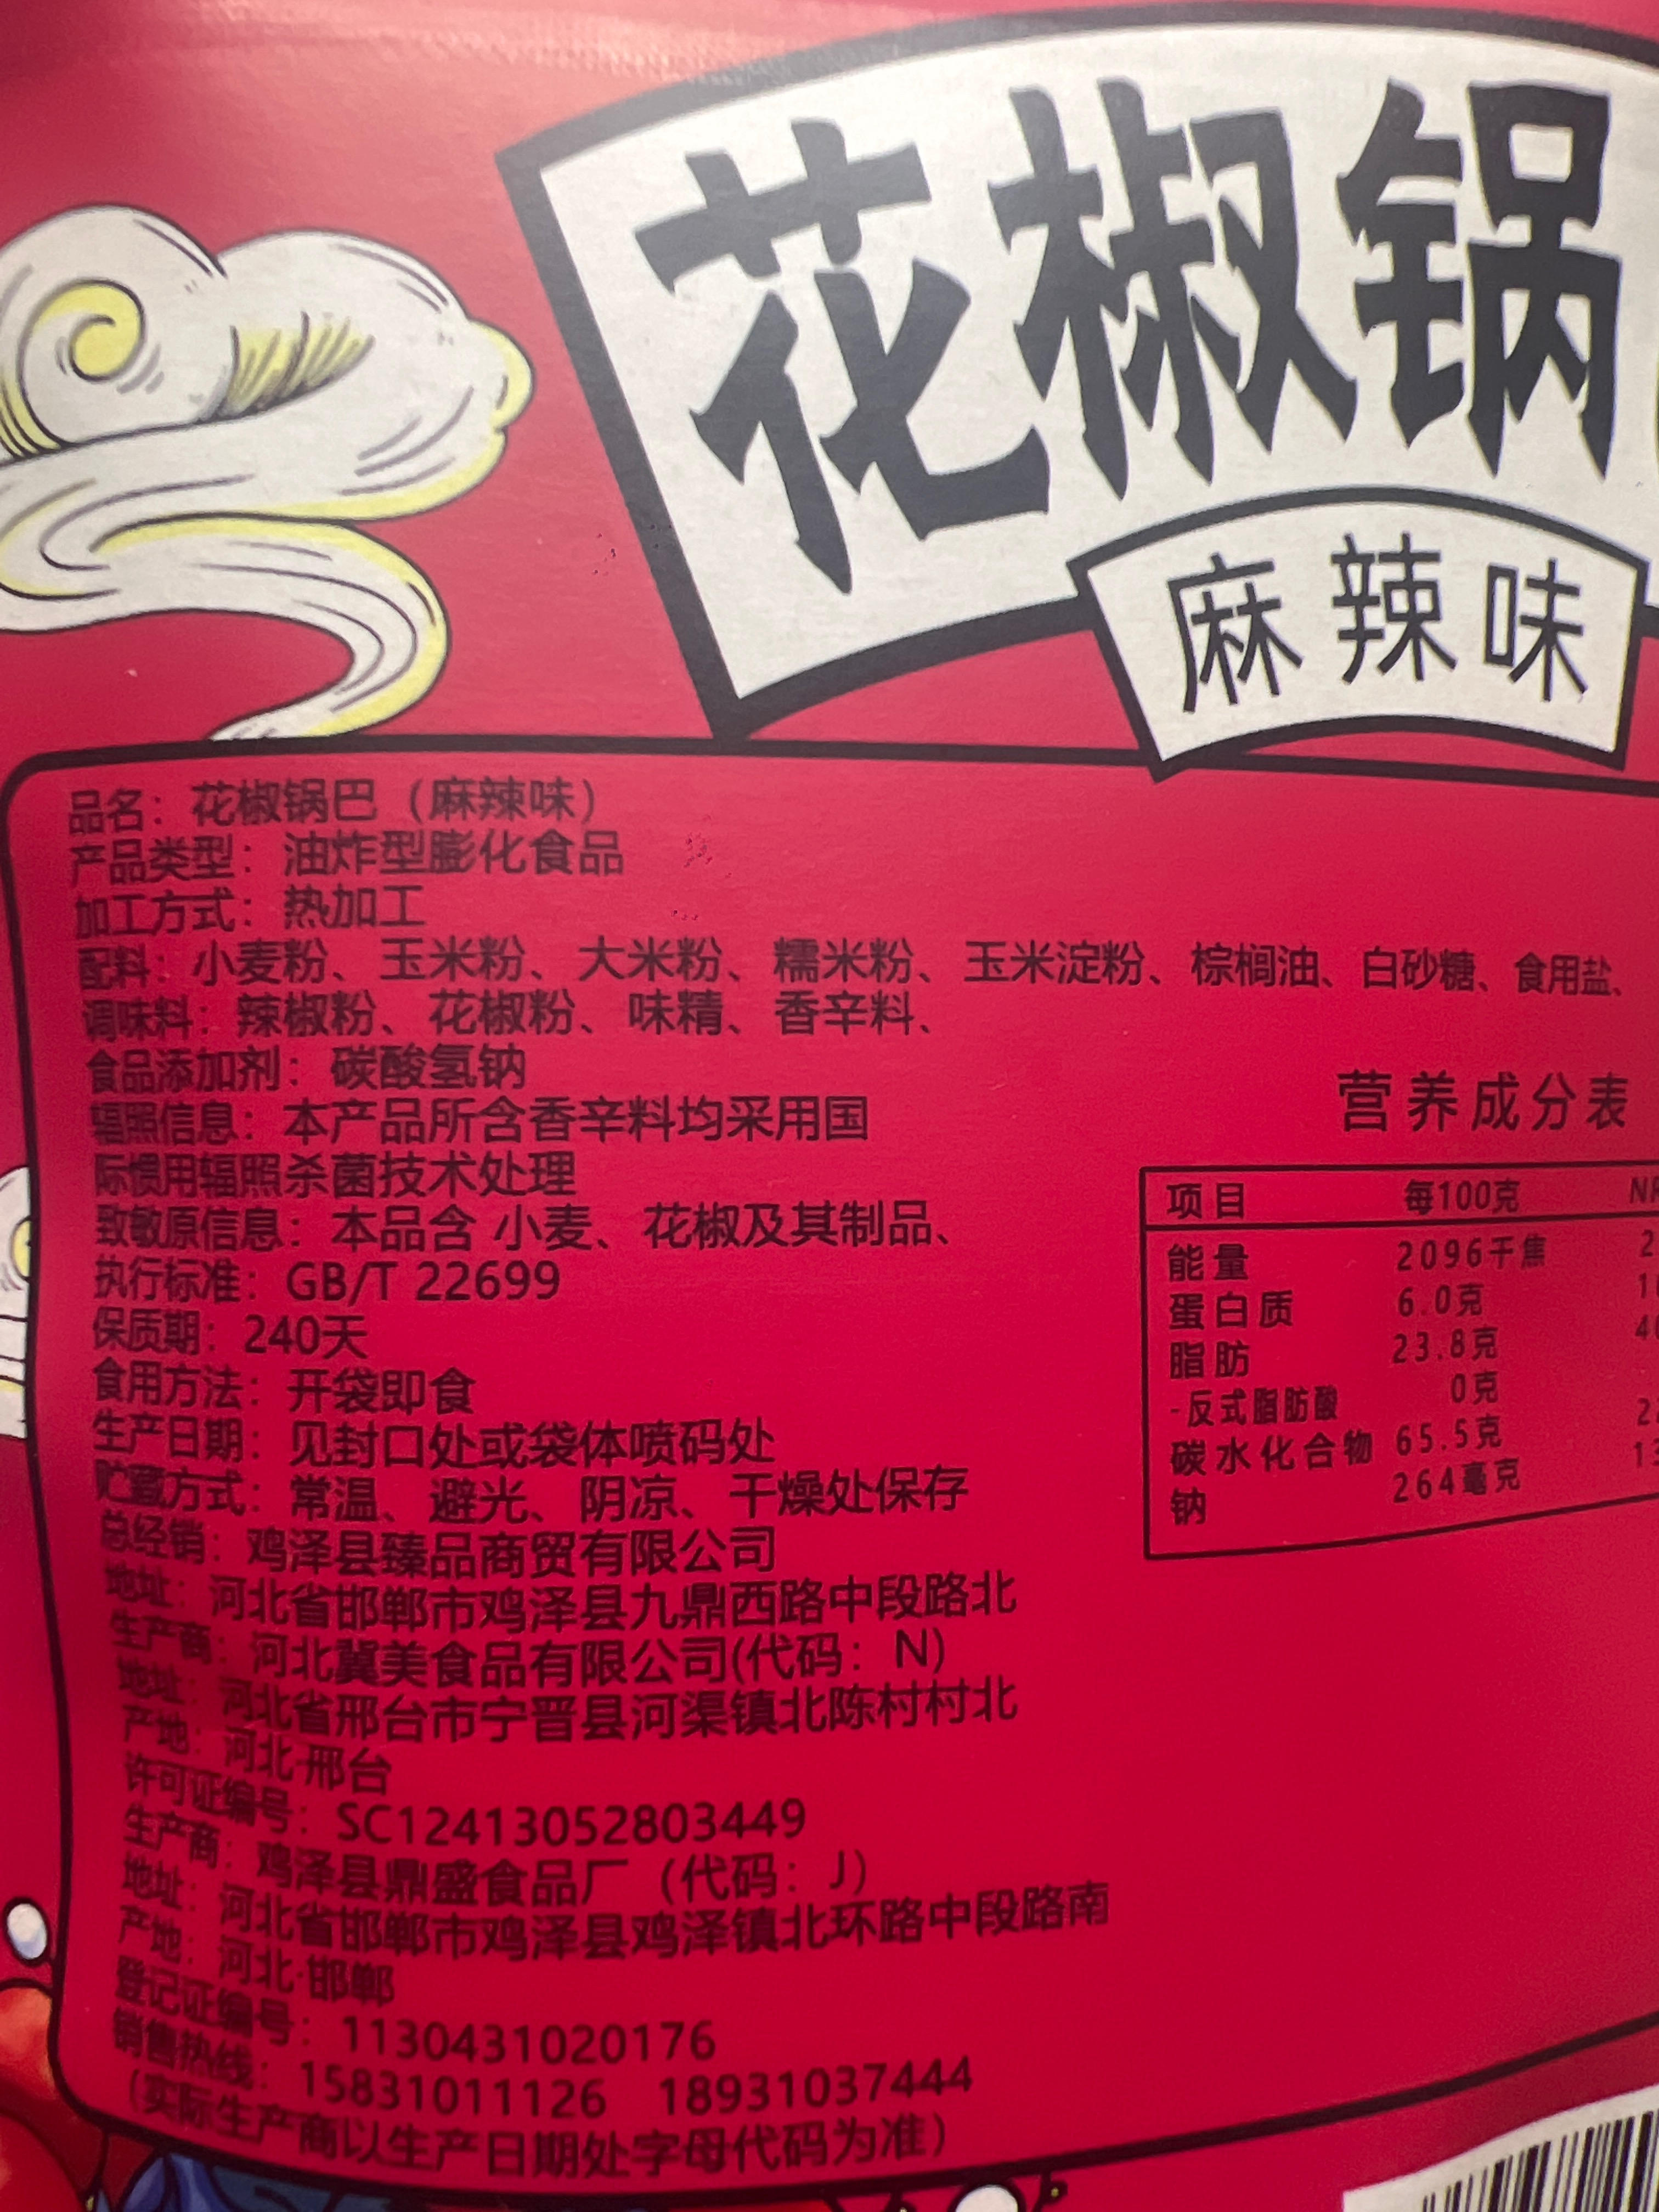 花椒锅
麻辣味
品名：花椒锅巴（麻辣味）
产品类型：油炸型膨化食品
加工方式：热加工
配料：小麦粉、玉米粉、大米粉、糯米粉、玉米淀粉、棕榈油、白砂糖、食用盐、
调味料：辣椒粉、花椒粉、味精、香辛料、
食品添加剂：碳酸氢钠
辐照信息：本产品所含香辛料均采用国
际惯用辐照杀菌技术处理
致敏原信息：本品含 小麦、花椒及其制品、
执行标准：GB/T 22699
保质期：240天
食用方法：开袋即食
生产日期：见封口处或袋体喷码处
贮藏方式：常温、避光、阴凉、干燥处保存
总经销：鸡泽县臻品商贸有限公司
地址：河北省邯郸市鸡泽县九鼎西路中段路北
生产商：河北冀美食品有限公司(代码：N)
地址：河北省邢台市宁晋县河渠镇北陈村村北
产地：河北·邢台
许可证编号：SC12413052803449
生产商：鸡泽县鼎盛食品厂（代码：J）
地址：河北省邯郸市鸡泽县鸡泽镇北环路中段路南
产地：河北·邯郸
登记证编号：1130431020176
销售热线：15831011126 18931037444
（实际生产商以生产日期处字母代码为准）
营养成分表
项目 每100克
能量 2096千焦
蛋白质 6.0克
脂肪 23.8克
-反式脂肪酸 0克
碳水化合物 65.5克
钠 264毫克